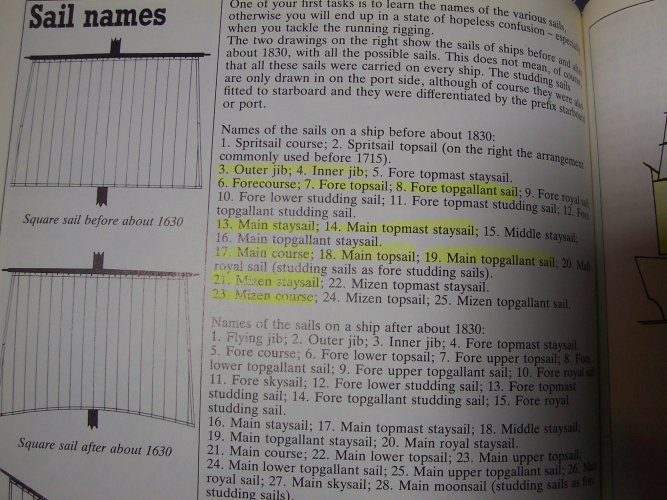 Sail names
One of your first tasks is to learn the names of the various sails,
otherwise you will end up in a state of hopeless confusion – especially
when you tackle the running rigging.
The two drawings on the right show the sails of ships before and after
about 1830, with all the possible sails. This does not mean, of course,
that all these sails were carried on every ship. The studding sails
are only drawn in on the port side, although of course they were also
fitted to starboard and they were differentiated by the prefix starboard
or port.
Names of the sails on a ship before about 1830:
1. Spritsail course; 2. Spritsail topsail (on the right the arrangement
commonly used before 1715).
3. Outer jib; 4. Inner jib; 5. Fore topmast staysail.
6. Forecourse; 7. Fore topsail; 8. Fore topgallant sail; 9. Fore royal sail
10. Fore lower studding sail; 11. Fore topmast studding sail; 12. Fore
topgallant studding sail.
13. Main staysail; 14. Main topmast staysail; 15. Middle staysail;
16. Main topgallant staysail.
17. Main course; 18. Main topsail; 19. Main topgallant sail; 20. Main
royal sail (studding sails as fore studding sails).
21. Mizen staysail; 22. Mizen topmast staysail.
23. Mizen course; 24. Mizen topsail; 25. Mizen topgallant sail.
Names of the sails on a ship after about 1830:
1. Flying jib; 2. Outer jib; 3. Inner jib; 4. Fore topmast staysail.
5. Fore course; 6. Fore lower topsail; 7. Fore upper topsail; 8. Fore
lower topgallant sail; 9. Fore upper topgallant sail; 10. Fore royal sail
11. Fore skysail; 12. Fore lower studding sail; 13. Fore topmast
studding sail; 14. Fore topgallant studding sail; 15. Fore royal
studding sail.
16. Main staysail; 17. Main topmast staysail; 18. Middle staysail;
19. Main topgallant staysail; 20. Main royal staysail.
21. Main course; 22. Main lower topsail; 23. Main upper topsail;
24. Main lower topgallant sail; 25. Main upper topgallant sail; 26. Main
royal sail; 27. Main skysail; 28. Main moonsail (studding sails as fore
studding sails).
Square sail before about 1630
Square sail after about 1630